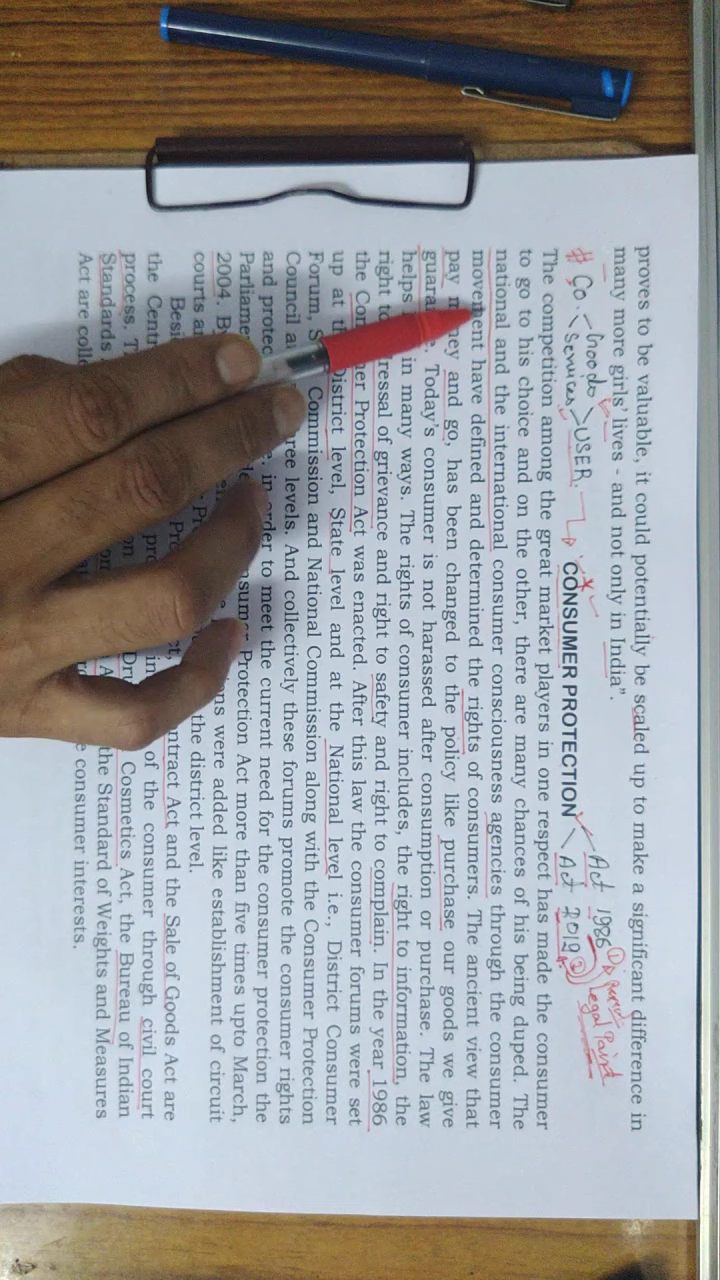 proves to be valuable, it could potentially be scaled up to make a significant difference in
many more girls' lives - and not only in India".
# Co. < Goods Services > USER.
CONSUMER PROTECTION < Act 1986 Act 2019
① ② Legal Point
The competition among the great market players in one respect has made the consumer
to go to his choice and on the other, there are many chances of his being duped. The
national and the international consumer consciousness agencies through the consumer
movement have defined and determined the rights of consumers. The ancient view that
pay and go, has been changed to the policy like purchase our goods we give
Today's consumer is not harassed after consumption or purchase. The law
helps in many ways. The rights of consumer includes, the right to information, the
right to of grievance and right to safety and right to complain. In the year 1986
the Protection Act was enacted. After this law the consumer forums were set
up at District level, State level and at the National level i.e., District Consumer
Forum, Commission and National Commission along with the Consumer Protection
Council levels. And collectively these forums promote the consumer rights
and in order to meet the current need for the consumer protection the
Protection Act more than five times upto March,
2004. were added like establishment of circuit
courts the district level.
and the Sale of Goods Act are
the of the consumer through civil court
process. Cosmetics Act, the Bureau of Indian
Standards the Standard of Weights and Measures
Act are consumer interests.